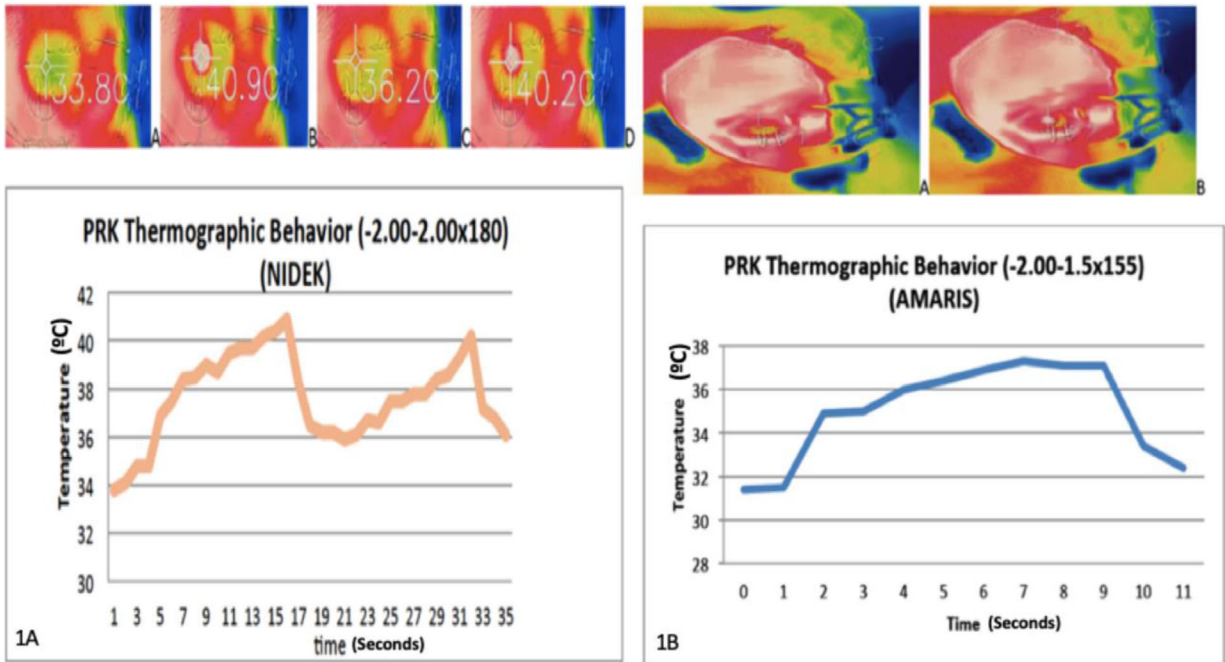 33.80
40.90
36.20
40.20
A
B
C
D
A
B
PRK Thermographic Behavior (-2.00-2.00x180)
(NIDEK)
Temperature (ºC)
42
40
38
36
34
32
30
1 3 5 7 9 11 13 15 17 19 21 23 25 27 29 31 33 35
time (Seconds)
1A
PRK Thermographic Behavior (-2.00-1.5x155)
(AMARIS)
Temperature (ºC)
38
36
34
32
30
28
0 1 2 3 4 5 6 7 8 9 10 11
Time (Seconds)
1B